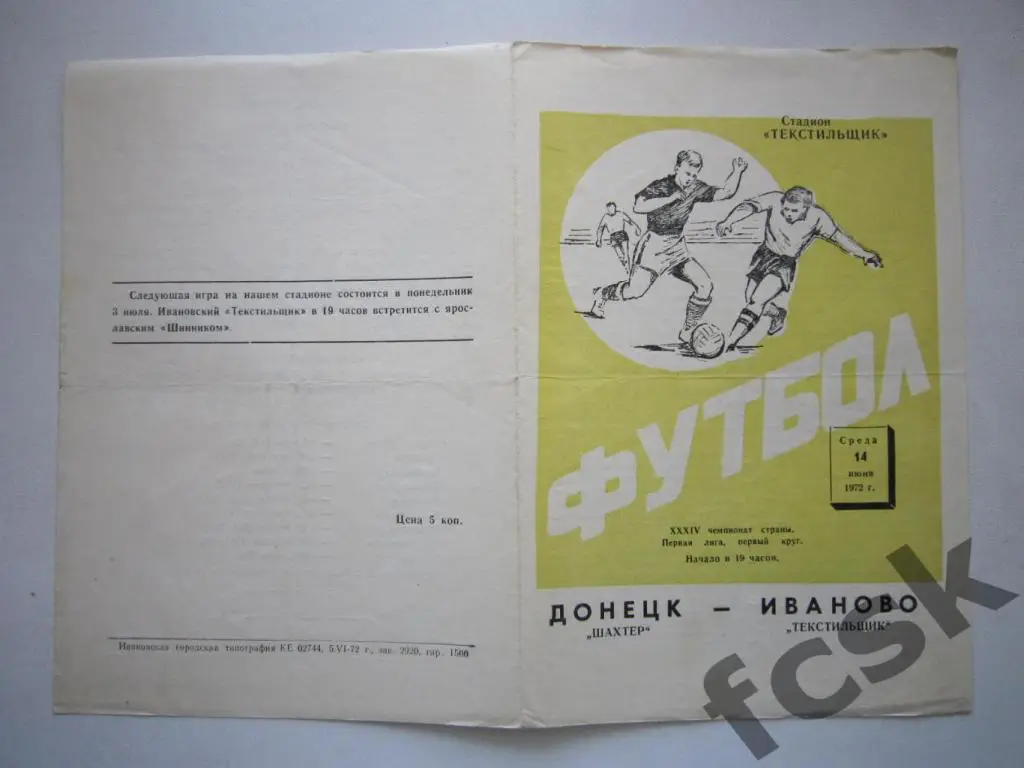 Следующая игра на нашем стадионе состоится в понедельник
3 июля. Ивановский «Текстильщик» в 19 часов встретится с ярос-
лавским «Шинником».
Цена 5 коп.
Ивановская городская типография КЕ 02744, 5.VI-72 г., зак. 2920, тир. 1500
Стадион
«ТЕКСТИЛЬЩИК»
ФУТБОЛ
Среда
14
июня
1972 г.
XXXIV чемпионат страны.
Первая лига, первый круг.
Начало в 19 часов.
ДОНЕЦК — ИВАНОВО
„ШАХТЕР“ „ТЕКСТИЛЬЩИК“
fcsk